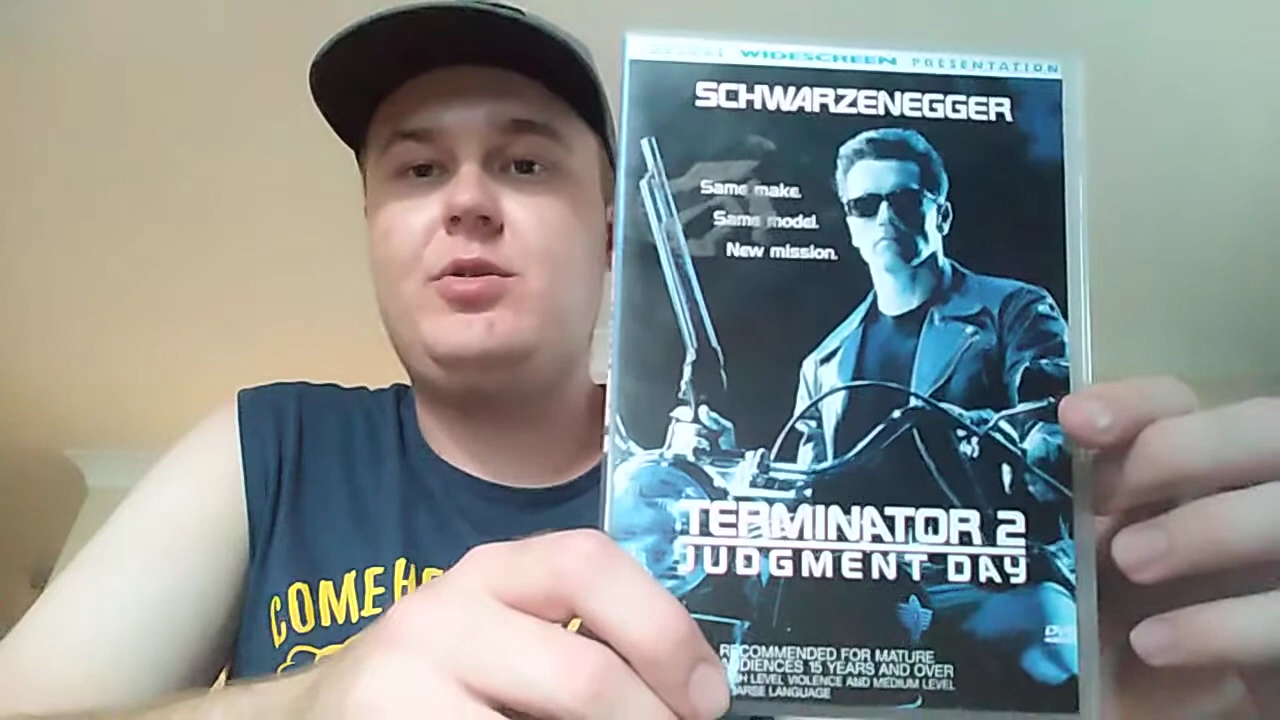 WIDESCREEN PRESENTATION
SCHWARZENEGGER
Same make.
Same model.
New mission.
TERMINATOR 2
JUDGMENT DAY
COME
DVD
RECOMMENDED FOR MATURE
AUDIENCES 15 YEARS AND OVER
LEVEL VIOLENCE AND MEDIUM LEVEL
LANGUAGE